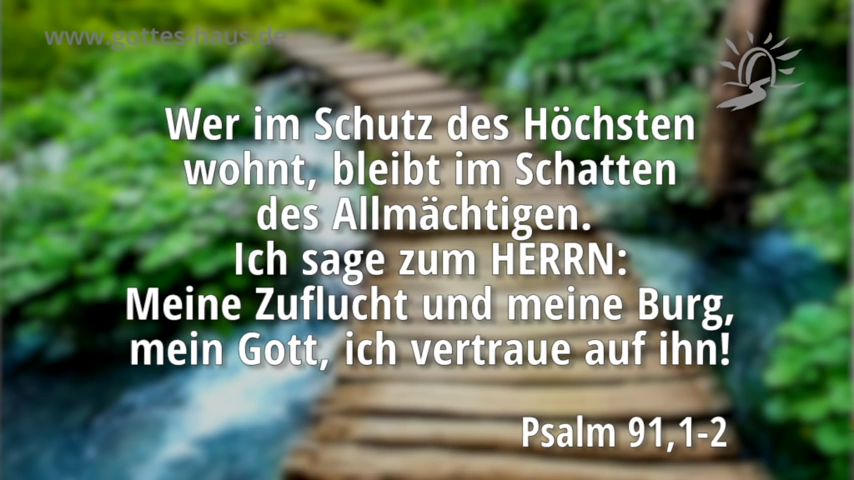 www.gottes-haus.de
Wer im Schutz des Höchsten
wohnt, bleibt im Schatten
des Allmächtigen.
Ich sage zum HERRN:
Meine Zuflucht und meine Burg,
mein Gott, ich vertraue auf ihn!
Psalm 91,1-2